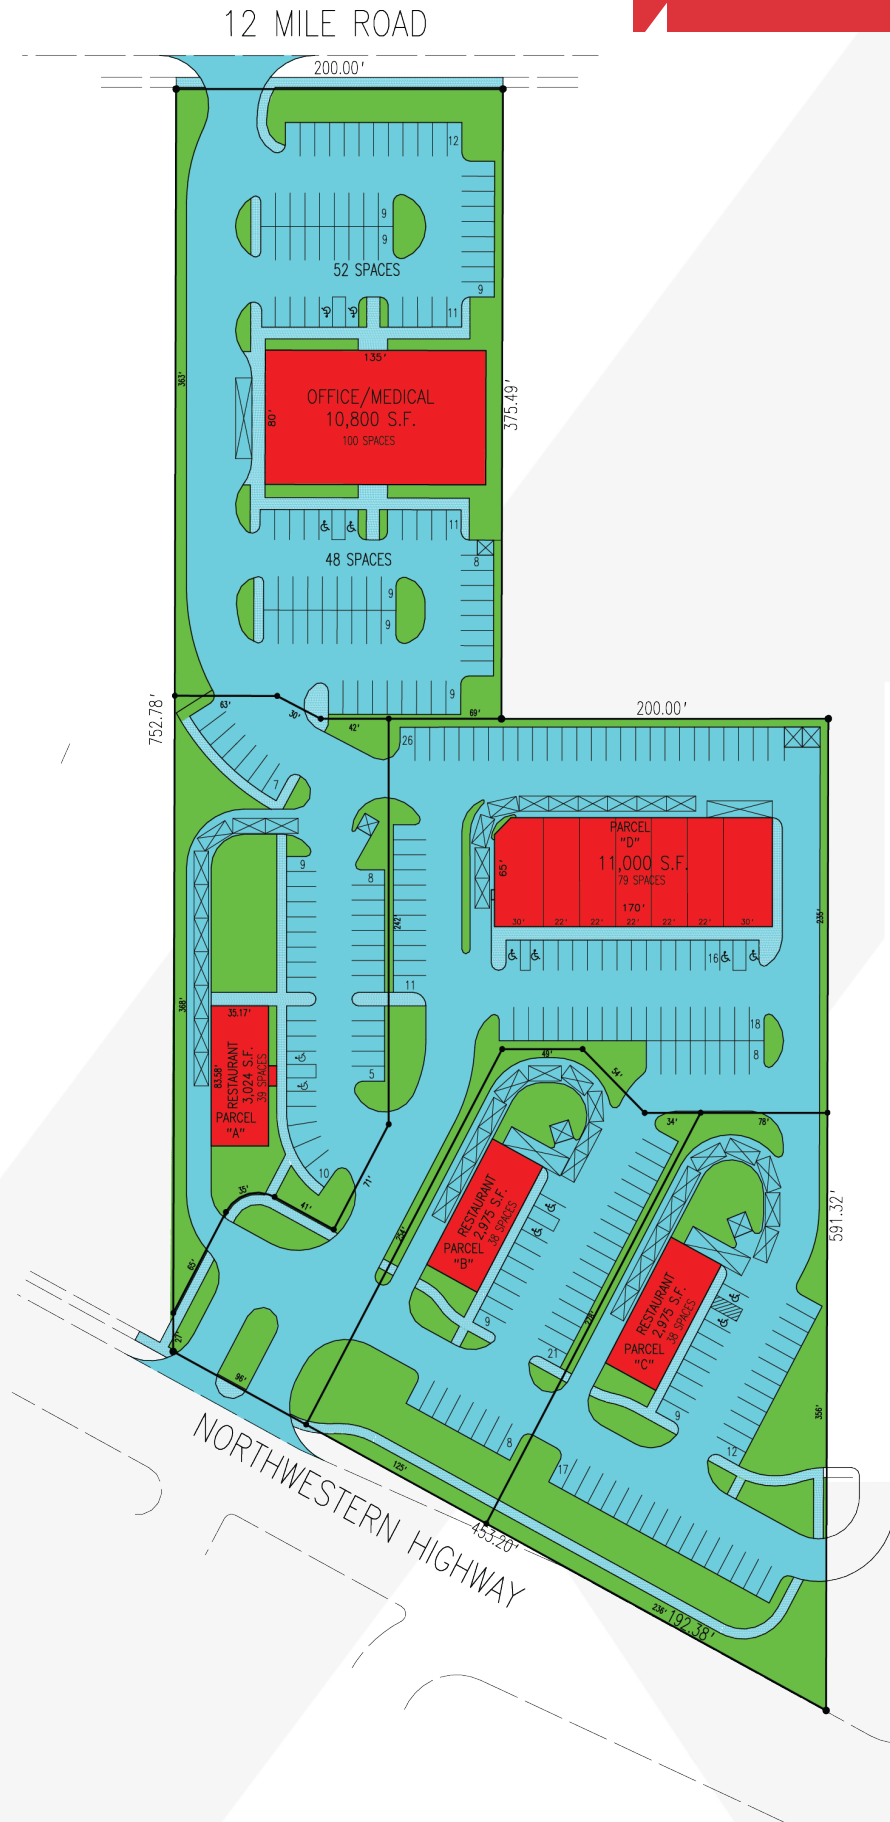 12 MILE ROAD
200.00'
12
9
9
52 SPACES
9
11
135'
363'
OFFICE/MEDICAL
10,800 S.F.
100 SPACES
80'
375.49'
11
48 SPACES
8
9
9
9
63'
30'
42'
69'
752.78'
200.00'
26
7
PARCEL
"D"
11,000 S.F.
79 SPACES
65'
170'
30'
22'
22'
22'
22'
22'
30'
9
8
242'
235'
16
11
368'
35.17'
83.58'
RESTAURANT
3,024 S.F.
39 SPACES
PARCEL
"A"
18
8
5
49'
54'
34'
78'
10
71'
35'
41'
RESTAURANT
2,975 S.F.
38 SPACES
PARCEL
"B"
254'
591.32'
65'
27'
9
278'
RESTAURANT
2,975 S.F.
38 SPACES
PARCEL
"C"
21
96'
9
356'
8
12
17
125'
NORTHWESTERN HIGHWAY
453.20'
236'
192.38'